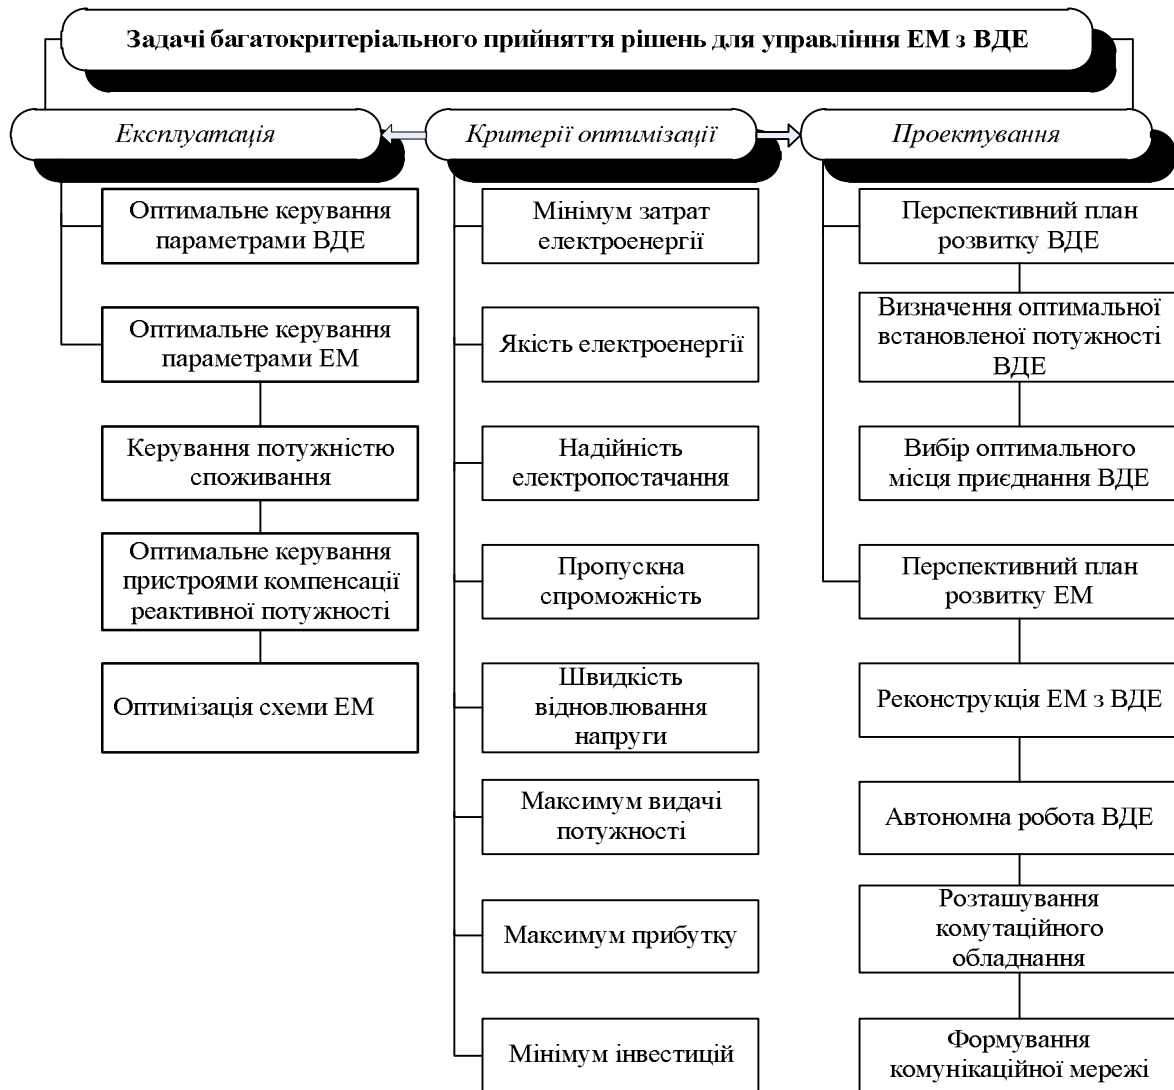 Задачі багатокритеріального прийняття рішень для управління ЕМ з ВДЕ
Експлуатація
Критерії оптимізації
Проектування
Оптимальне керування
параметрами ВДЕ
Оптимальне керування
параметрами ЕМ
Керування потужністю
споживання
Оптимальне керування
пристроями компенсації
реактивної потужності
Оптимізація схеми ЕМ
Мінімум затрат
електроенергії
Якість електроенергії
Надійність
електропостачання
Пропускна
спроможність
Швидкість
відновлювання
напруги
Максимум видачі
потужності
Максимум прибутку
Мінімум інвестицій
Перспективний план
розвитку ВДЕ
Визначення оптимальної
встановленої потужності
ВДЕ
Вибір оптимального
місця приєднання ВДЕ
Перспективний план
розвитку ЕМ
Реконструкція ЕМ з ВДЕ
Автономна робота ВДЕ
Розташування
комутаційного
обладнання
Формування
комунікаційної мережі